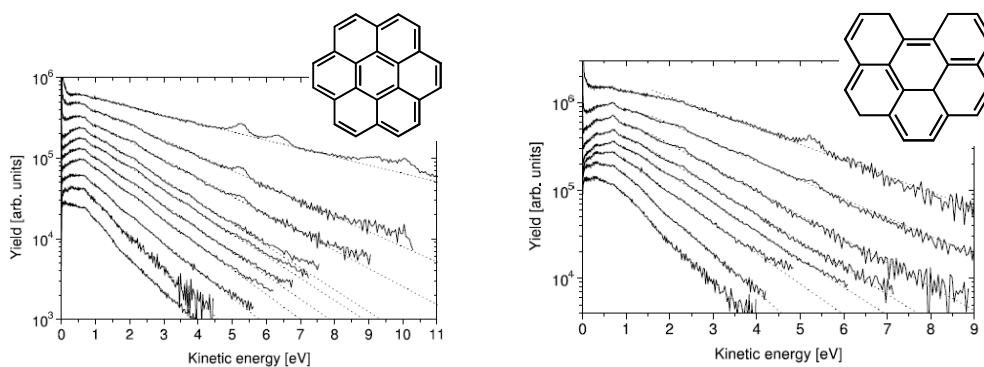 10⁶
10⁵
10⁴
10³
Yield [arb. units]
0 1 2 3 4 5 6 7 8 9 10 11
Kinetic energy [eV]
10⁶
10⁵
10⁴
Yield [arb. units]
0 1 2 3 4 5 6 7 8 9
Kinetic energy [eV]